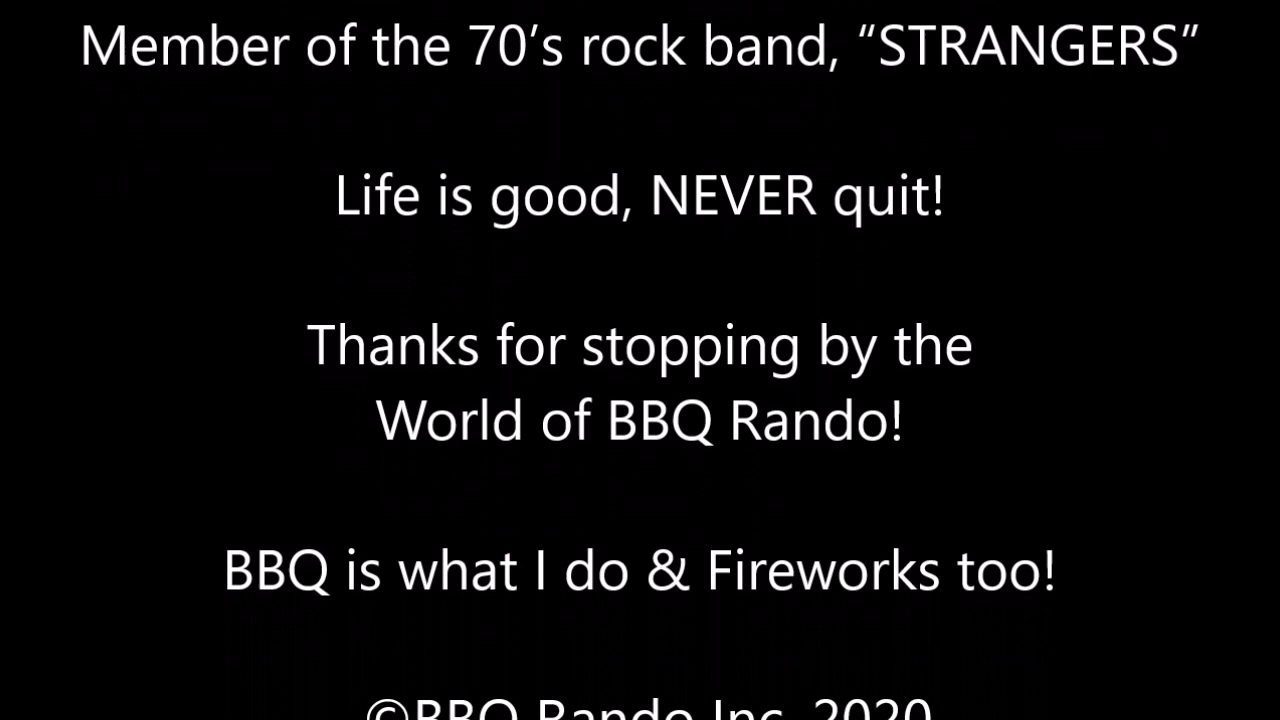 Member of the 70’s rock band, “STRANGERS”
Life is good, NEVER quit!
Thanks for stopping by the
World of BBQ Rando!
BBQ is what I do & Fireworks too!
©BBQ Rando Inc. 2020